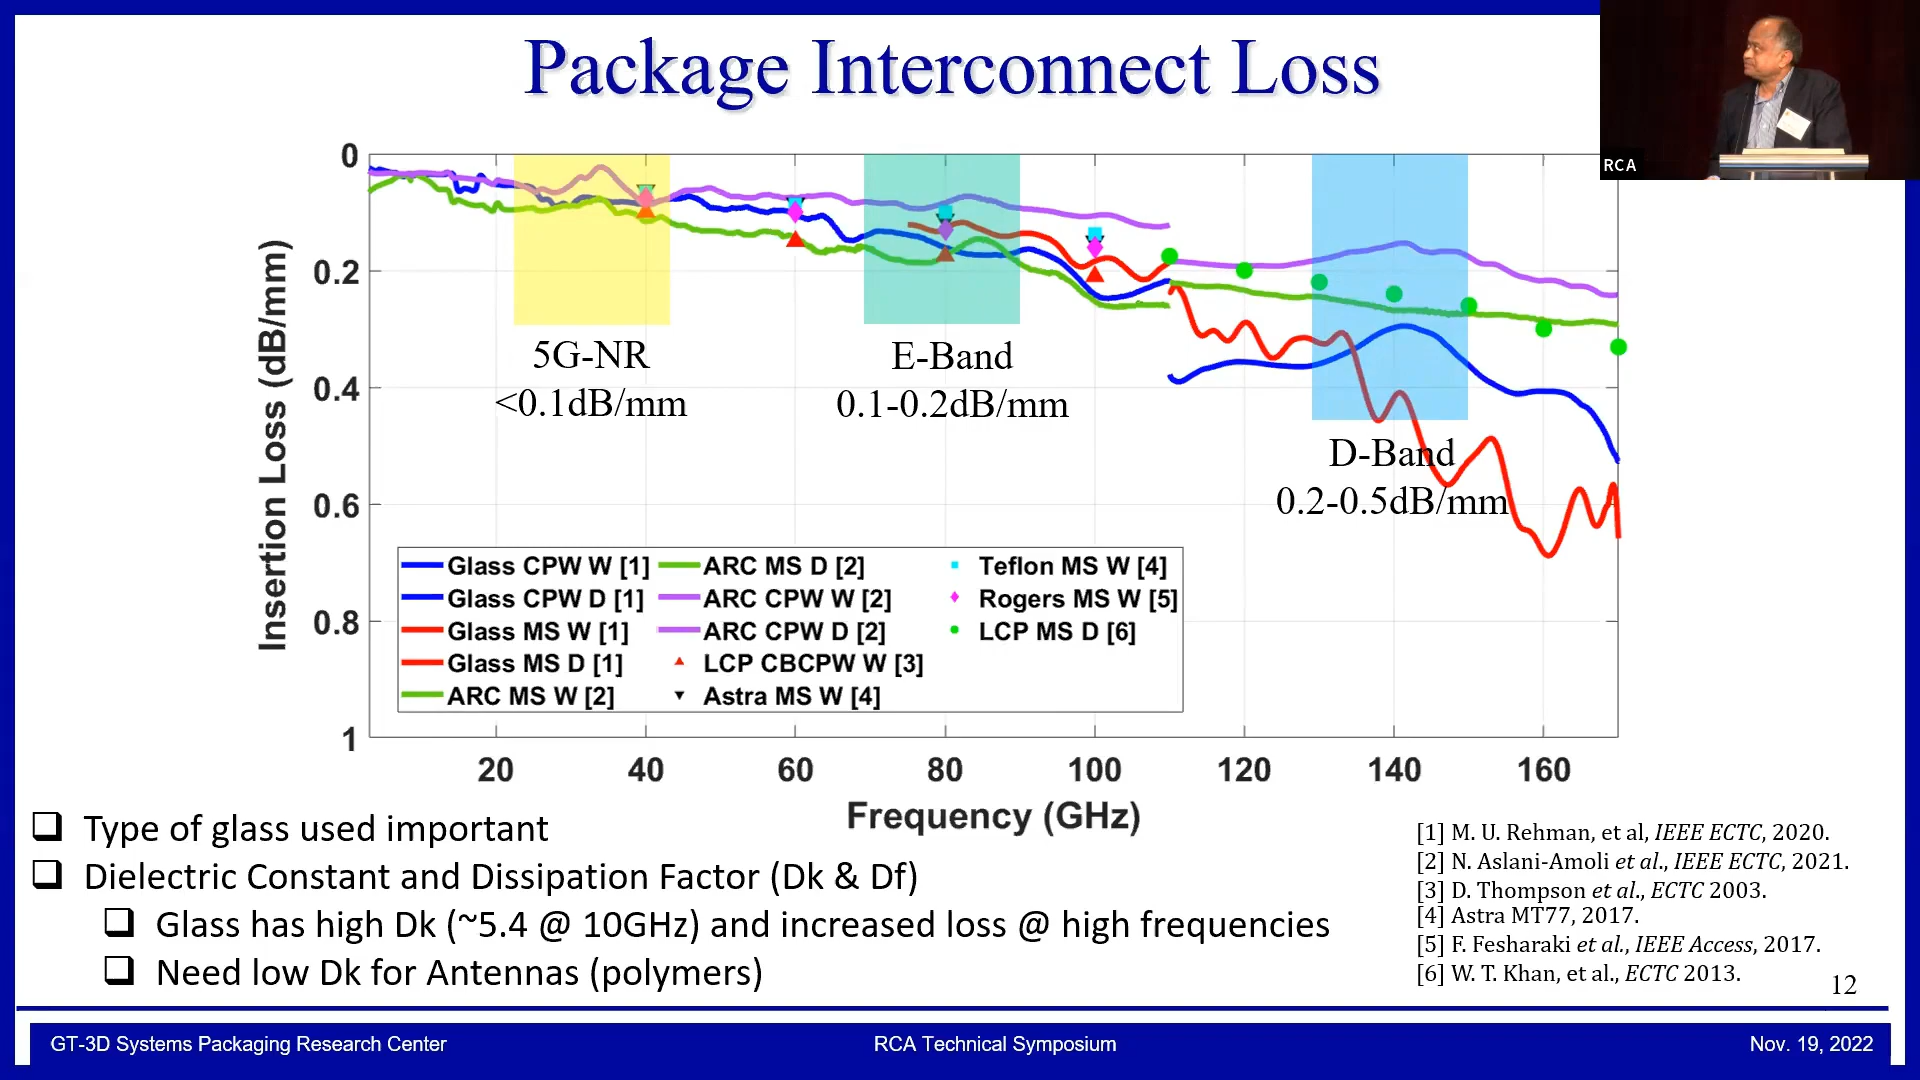 Package Interconnect Loss
RCA
0
0.2
0.4
0.6
0.8
1
Insertion Loss (dB/mm)
5G-NR
<0.1dB/mm
E-Band
0.1-0.2dB/mm
D-Band
0.2-0.5dB/mm
Glass CPW W [1]
Glass CPW D [1]
Glass MS W [1]
Glass MS D [1]
ARC MS W [2]
ARC MS D [2]
ARC CPW W [2]
ARC CPW D [2]
LCP CBCPW W [3]
Astra MS W [4]
Teflon MS W [4]
Rogers MS W [5]
LCP MS D [6]
20 40 60 80 100 120 140 160
Frequency (GHz)
Type of glass used important
Dielectric Constant and Dissipation Factor (Dk & Df)
Glass has high Dk (~5.4 @ 10GHz) and increased loss @ high frequencies
Need low Dk for Antennas (polymers)
[1] M. U. Rehman, et al, IEEE ECTC, 2020.
[2] N. Aslani-Amoli et al., IEEE ECTC, 2021.
[3] D. Thompson et al., ECTC 2003.
[4] Astra MT77, 2017.
[5] F. Fesharaki et al., IEEE Access, 2017.
[6] W. T. Khan, et al., ECTC 2013.
12
GT-3D Systems Packaging Research Center
RCA Technical Symposium
Nov. 19, 2022